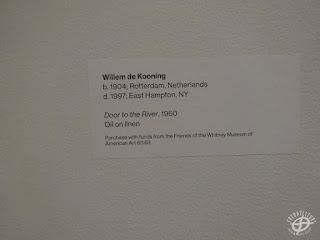 Willem de Kooning
b. 1904; Rotterdam, Netherlands
d. 1997; East Hampton, NY
Door to the River, 1960
Oil on linen
Purchase with funds from the Friends of the Whitney Museum of
American Art 60.63